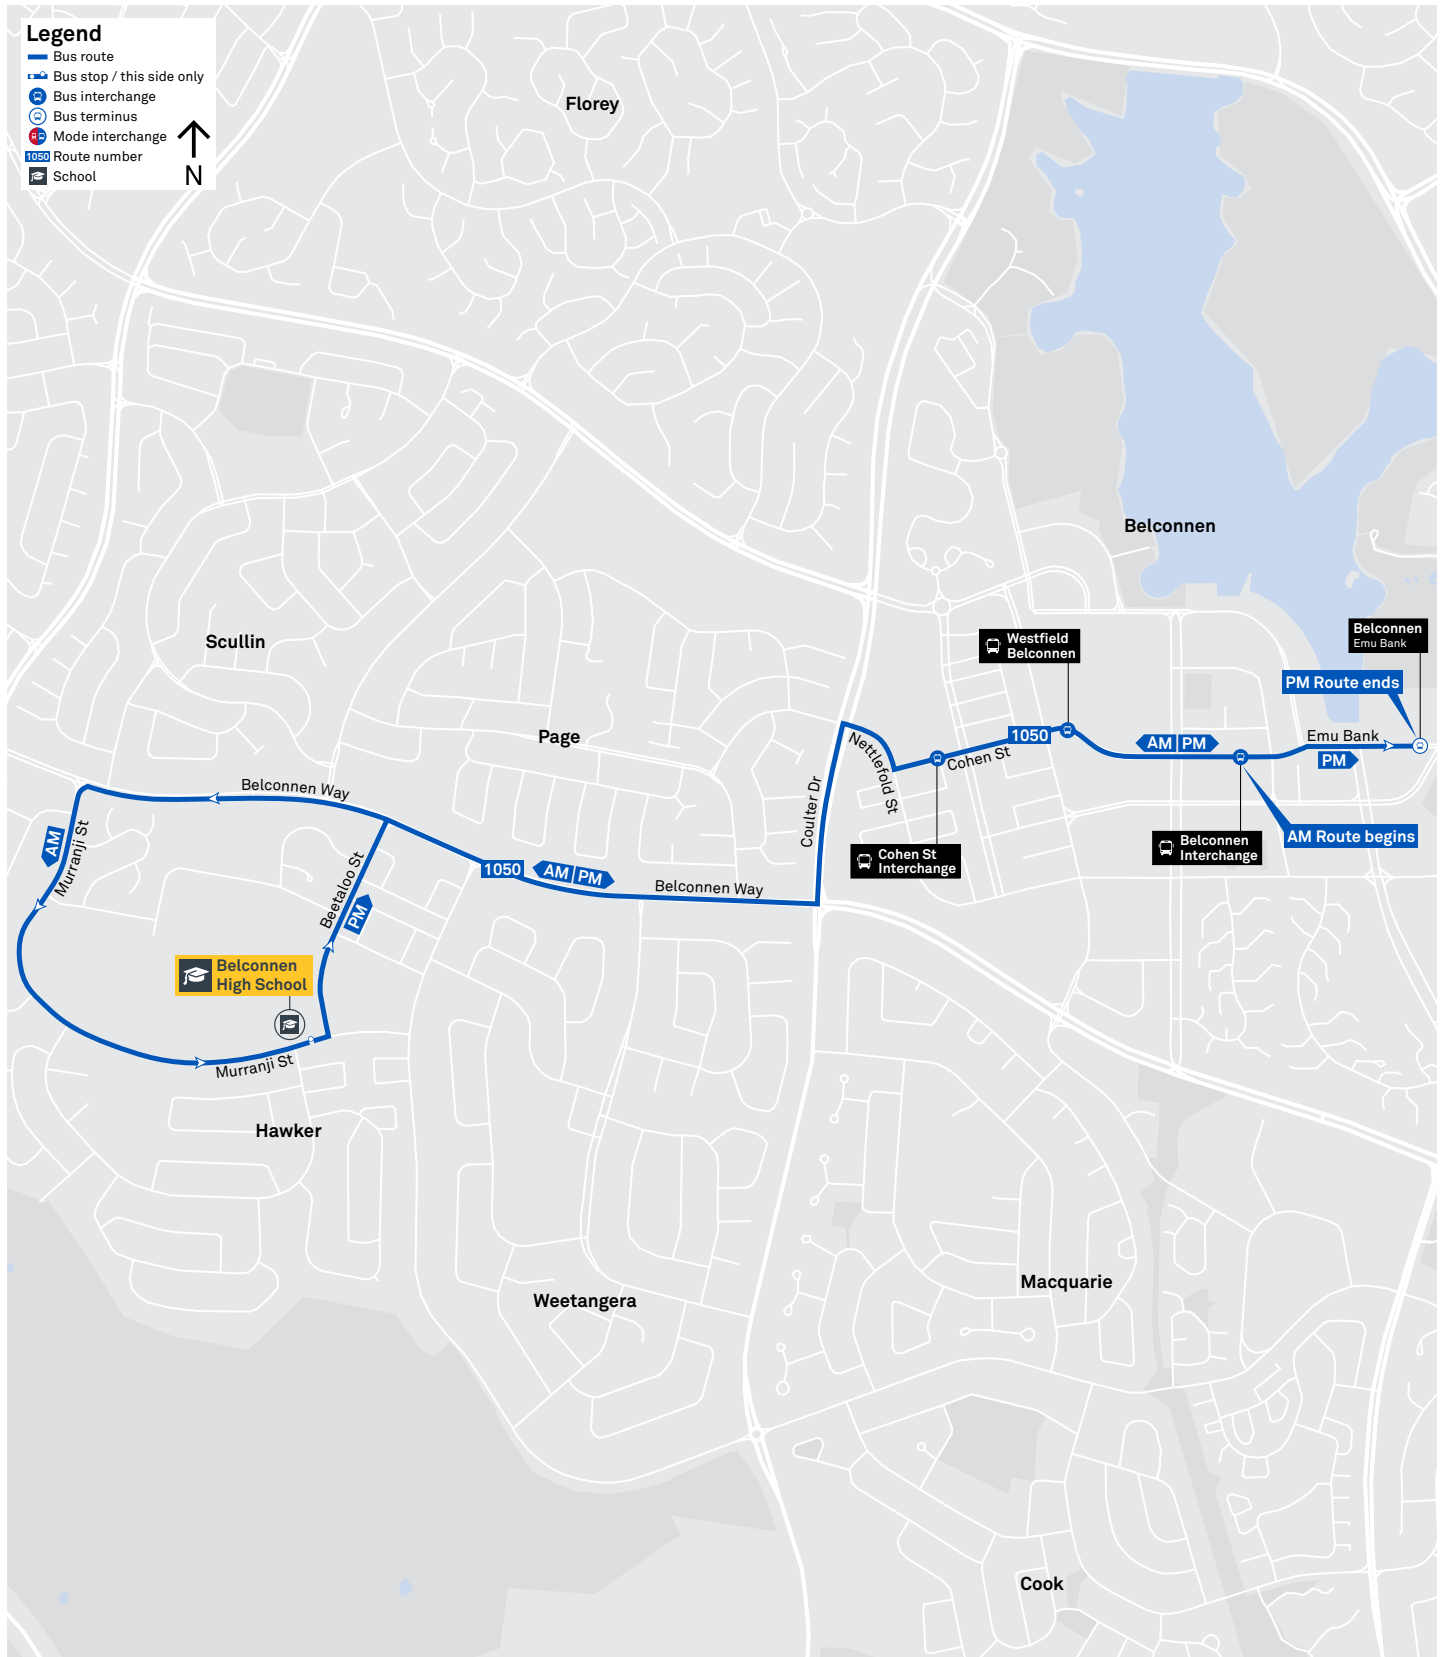 Legend
Bus route
Bus stop / this side only
Bus interchange
Bus terminus
Mode interchange
1050 Route number
School
N
Florey
Belconnen
Scullin
Westfield
Belconnen
Belconnen
Emu Bank
PM Route ends
Page
1050
AM PM
Emu Bank
PM
Nettlefold St
Cohen St
Coulter Dr
Belconnen Way
AM Route begins
Belconnen
Interchange
Cohen St
Interchange
AM
Murranji St
Beetaloo St
PM
1050
AM PM
Belconnen Way
Belconnen
High School
Murranji St
Hawker
Macquarie
Weetangera
Cook